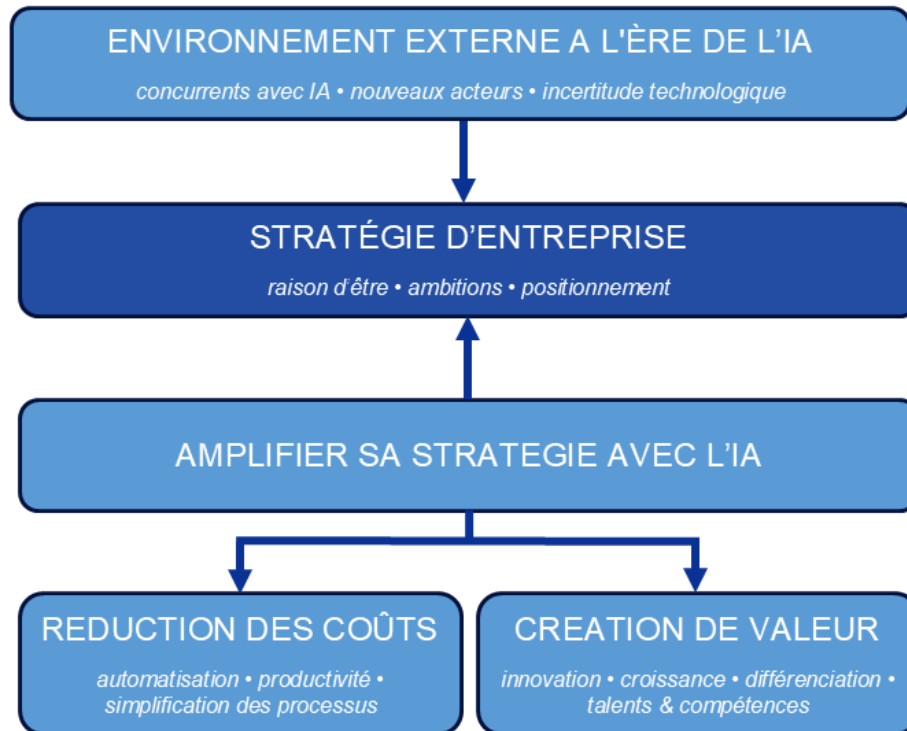 ENVIRONNEMENT EXTERNE A L'ÈRE DE L’IA
concurrents avec IA • nouveaux acteurs • incertitude technologique
STRATÉGIE D’ENTREPRISE
raison d’être • ambitions • positionnement
AMPLIFIER SA STRATEGIE AVEC L’IA
REDUCTION DES COÛTS
automatisation • productivité •
simplification des processus
CREATION DE VALEUR
innovation • croissance • différenciation •
talents & compétences